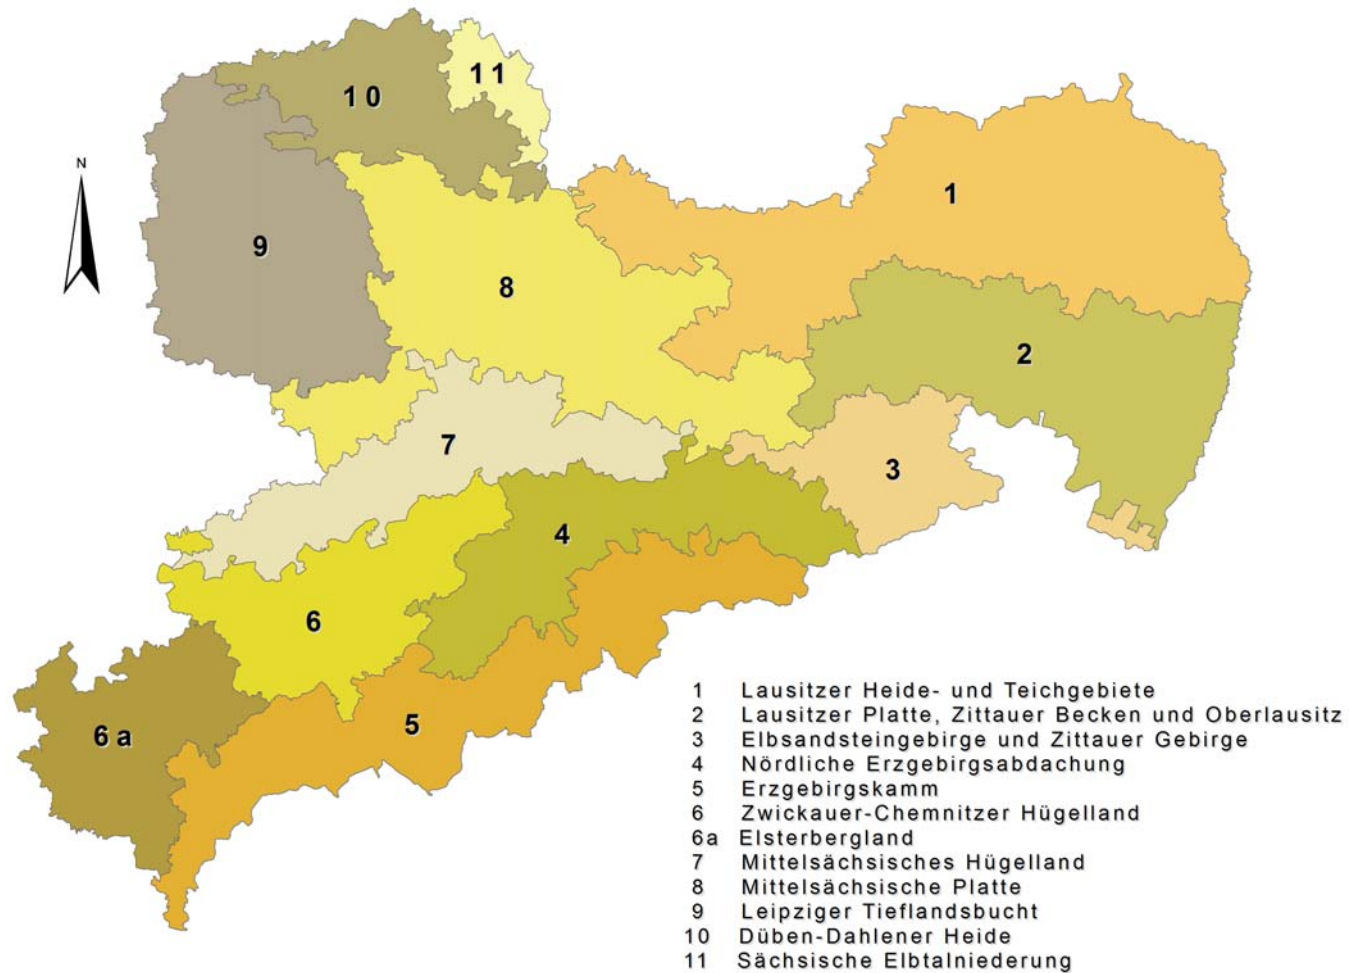 11
10
N
1
9
8
2
7
3
4
6
5
6 a
1 Lausitzer Heide- und Teichgebiete
2 Lausitzer Platte, Zittauer Becken und Oberlausitz
3 Elbsandsteingebirge und Zittauer Gebirge
4 Nördliche Erzgebirgsabdachung
5 Erzgebirgskamm
6 Zwickauer-Chemnitzer Hügelland
6a Elsterbergland
7 Mittelsächsisches Hügelland
8 Mittelsächsische Platte
9 Leipziger Tieflandsbucht
10 Düben-Dahlener Heide
11 Sächsische Elbtalniederung